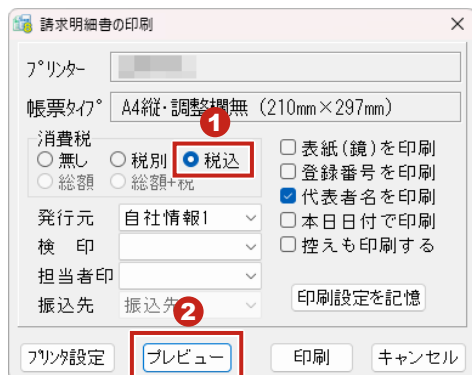 請求明細書の印刷
プリンター
帳票タイプ A4縦・調整欄無 (210mm×297mm)
1
消費税
無し 税別 税込
総額 総額+税
表紙(鏡)を印刷
登録番号を印刷
代表者名を印刷
本日日付で印刷
控えも印刷する
発行元 自社情報1
検 印
担当者印
振込先 振込先
2
印刷設定を記憶
プリンタ設定 プレビュー 印刷 キャンセル